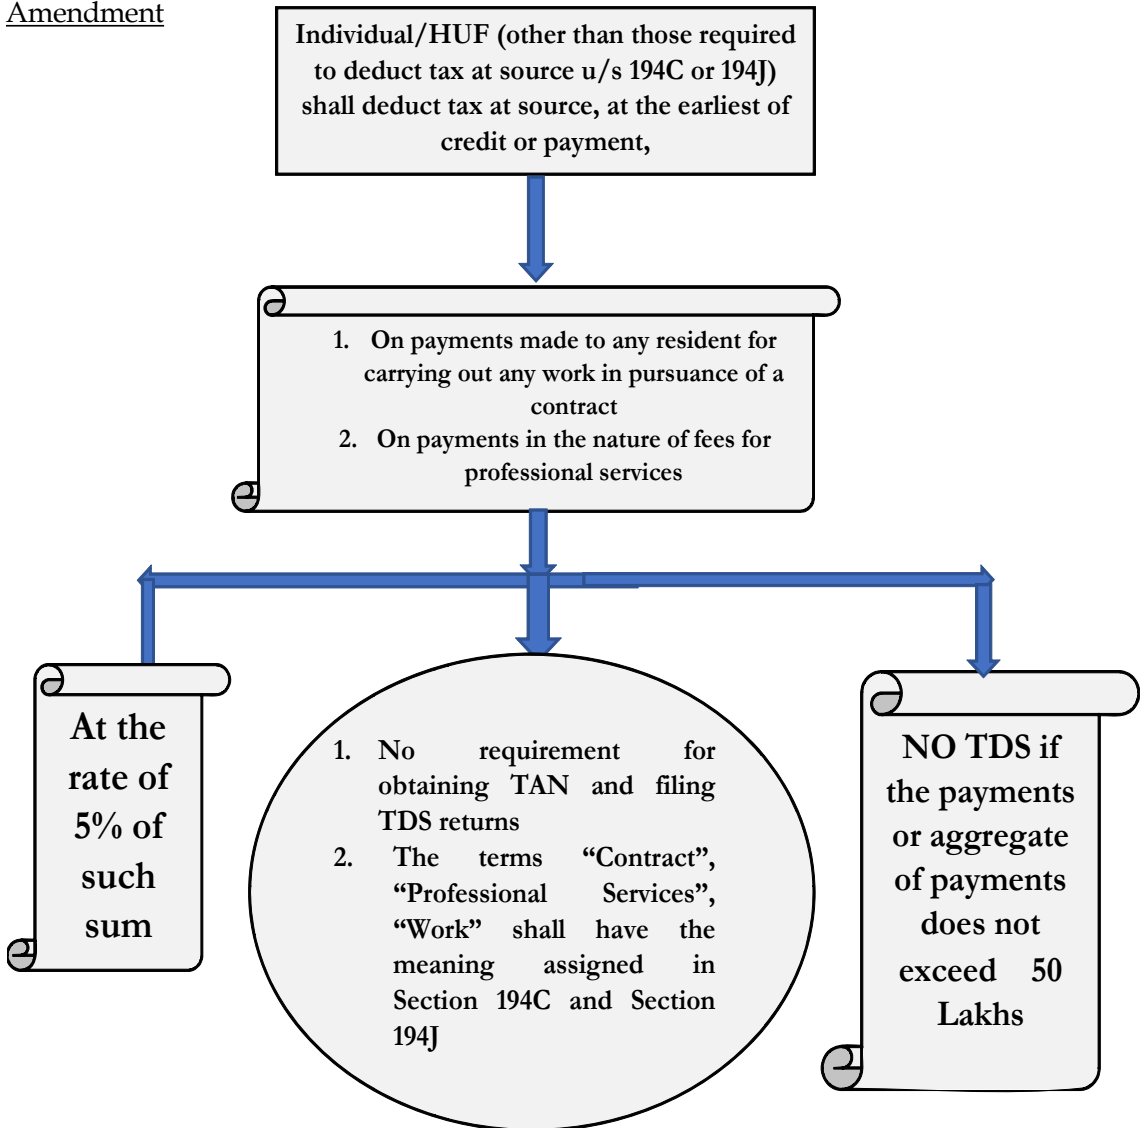 Amendment
Individual/HUF (other than those required
to deduct tax at source u/s 194C or 194J)
shall deduct tax at source, at the earliest of
credit or payment,
1. On payments made to any resident for
carrying out any work in pursuance of a
contract
2. On payments in the nature of fees for
professional services
At the
rate of
5% of
such
sum
1. No requirement for
obtaining TAN and filing
TDS returns
2. The terms “Contract”,
“Professional Services”,
“Work” shall have the
meaning assigned in
Section 194C and Section
194J
NO TDS if
the payments
or aggregate
of payments
does not
exceed 50
Lakhs